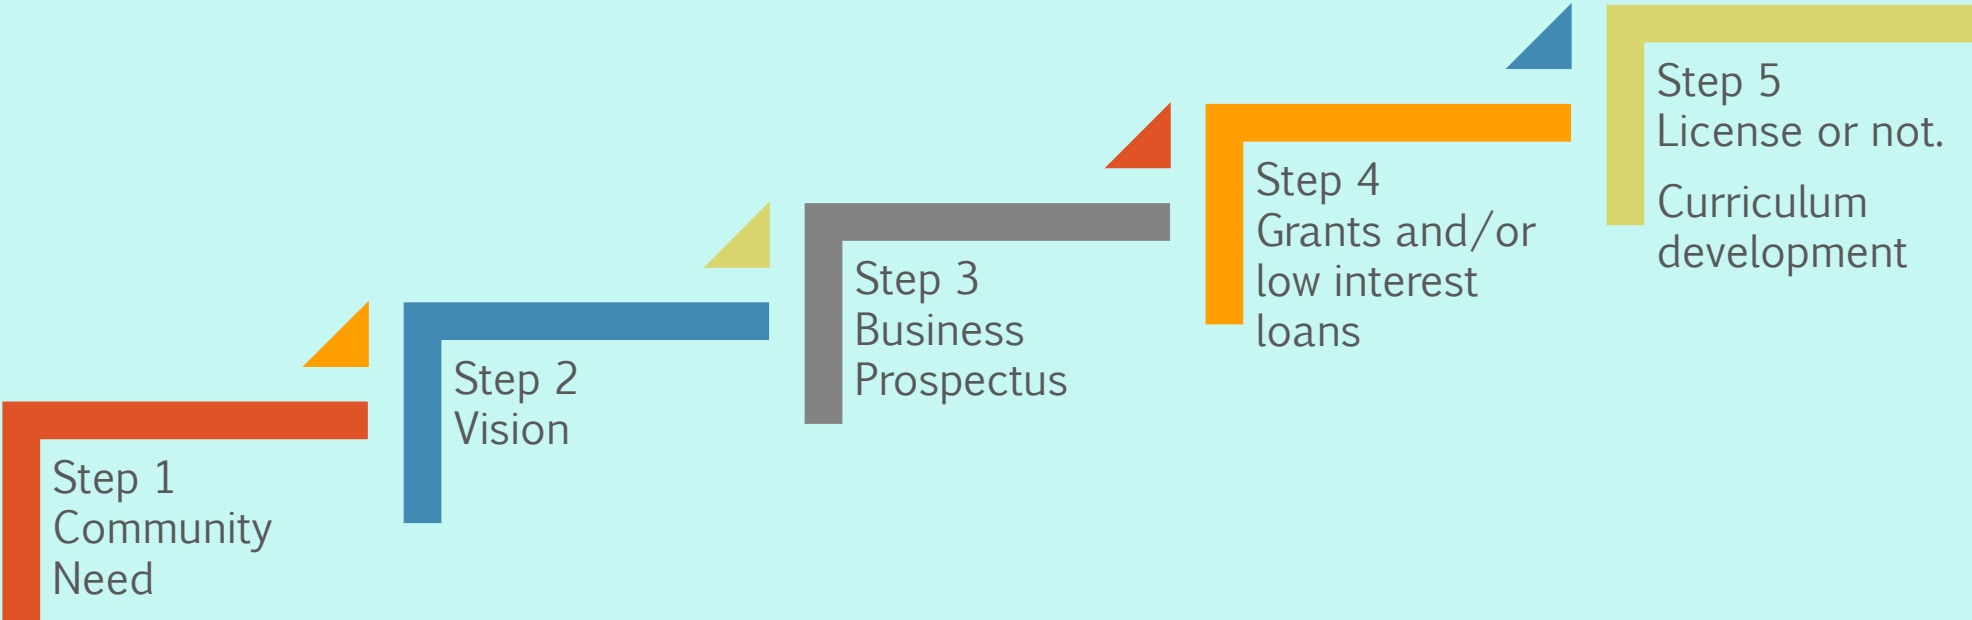 Step 1
Community
Need
Step 2
Vision
Step 3
Business
Prospectus
Step 4
Grants and/or
low interest
loans
Step 5
License or not.
Curriculum
development